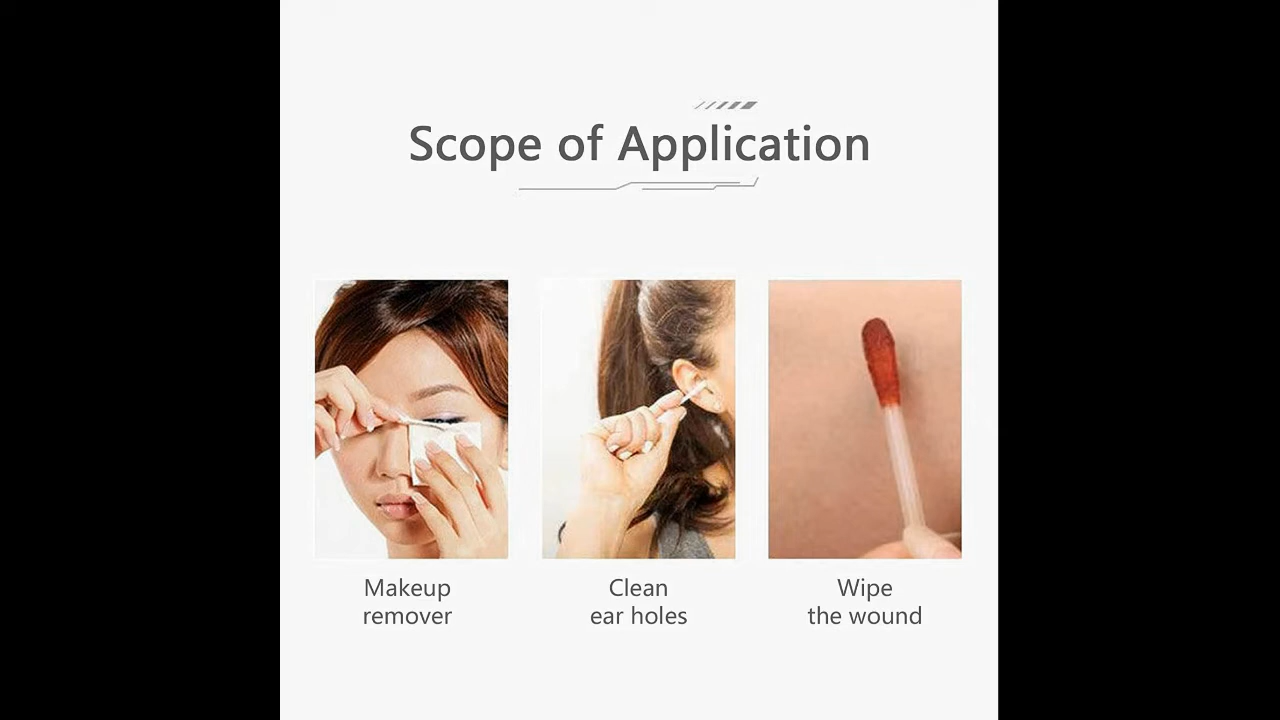 Scope of Application
Makeup
remover
Clean
ear holes
Wipe
the wound